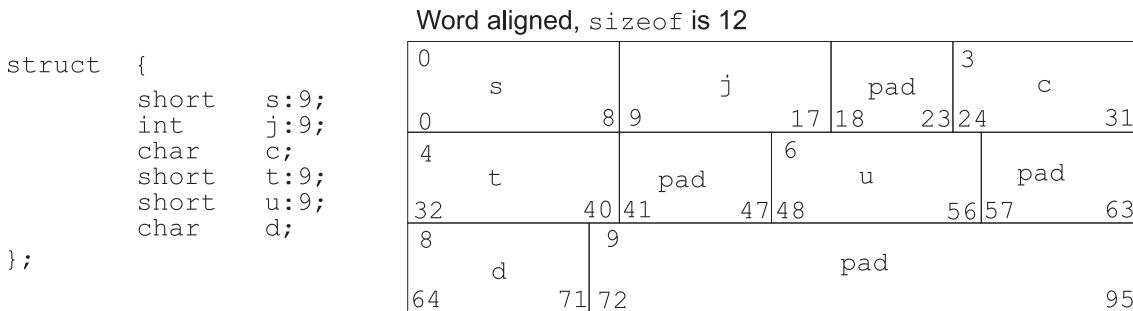 Word aligned, sizeof is 12
struct {
short s:9;
int j:9;
char c;
short t:9;
short u:9;
char d;
};
0 3
s j pad c
0 8 9 17 18 23 24 31
4 6
t pad u pad
32 40 41 47 48 56 57 63
8 9
d pad
64 71 72 95